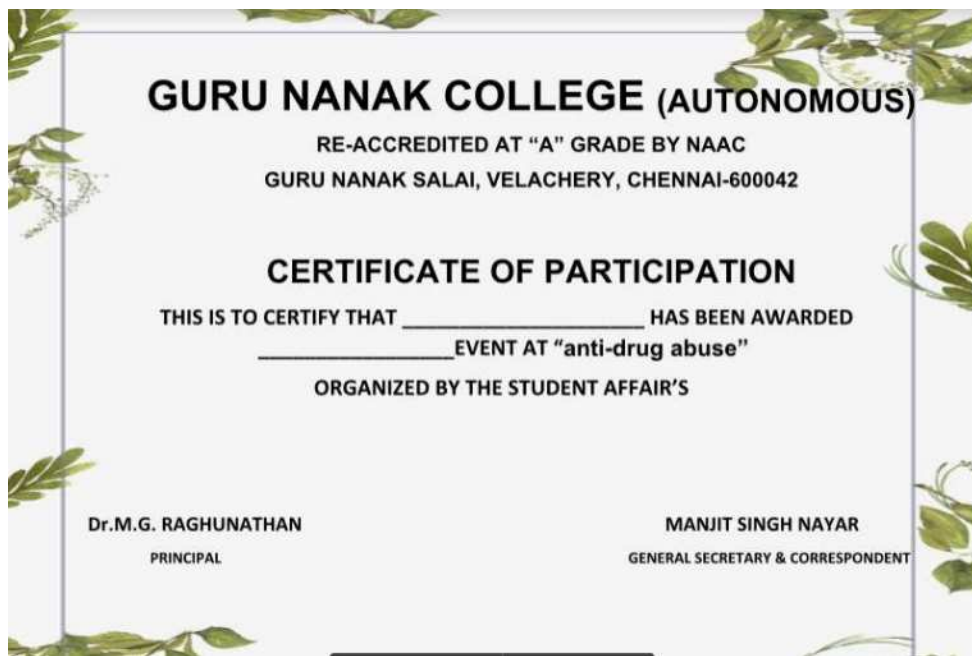 GURU NANAK COLLEGE (AUTONOMOUS)
RE-ACCREDITED AT “A” GRADE BY NAAC
GURU NANAK SALAI, VELACHERY, CHENNAI-600042
CERTIFICATE OF PARTICIPATION
THIS IS TO CERTIFY THAT ______________________ HAS BEEN AWARDED
__________________EVENT AT “anti-drug abuse”
ORGANIZED BY THE STUDENT AFFAIR’S
Dr.M.G. RAGHUNATHAN
PRINCIPAL
MANJIT SINGH NAYAR
GENERAL SECRETARY & CORRESPONDENT